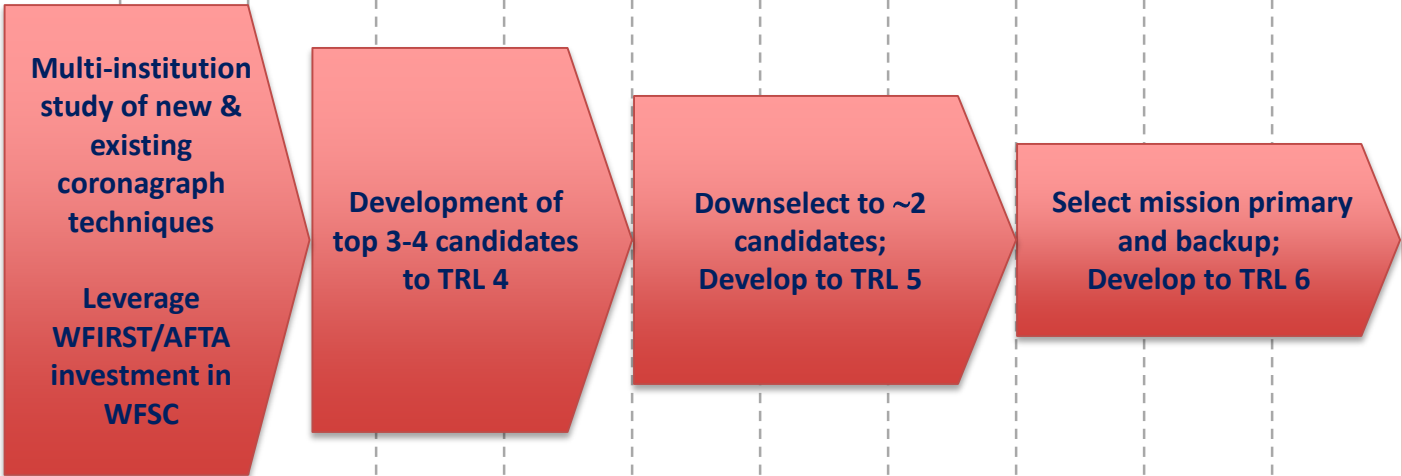 Multi-institution
study of new &
existing
coronagraph
techniques
Leverage
WFIRST/AFTA
investment in
WFSC
Development of
top 3-4 candidates
to TRL 4
Downselect to ~2
candidates;
Develop to TRL 5
Select mission primary
and backup;
Develop to TRL 6